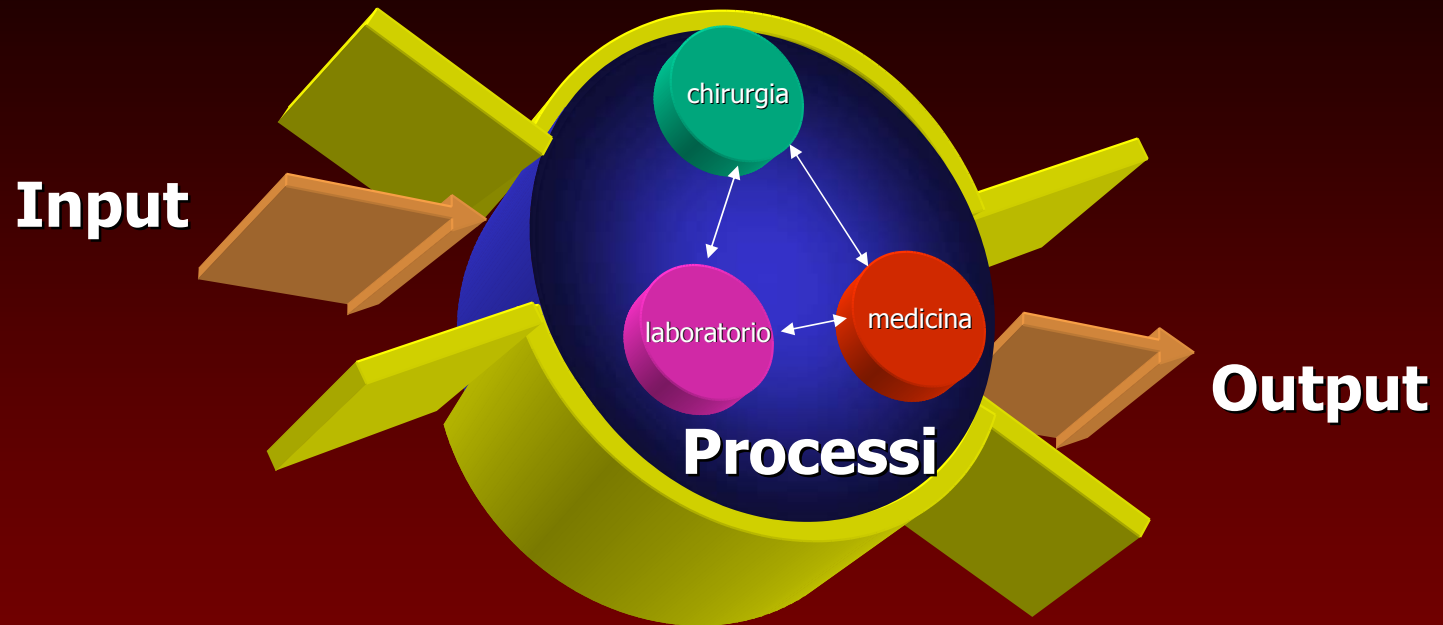 chirurgia
Input
laboratorio
medicina
Output
Processi